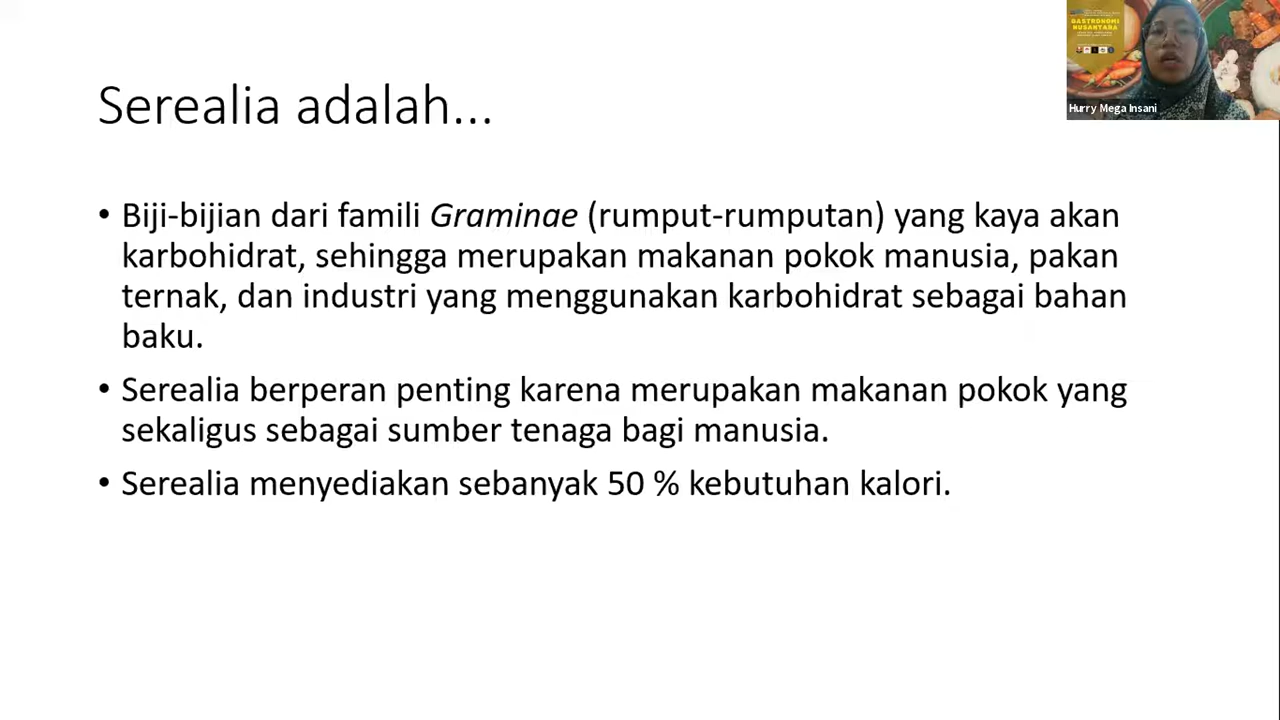 Serealia adalah...
• Biji-bijian dari famili Graminae (rumput-rumputan) yang kaya akan
karbohidrat, sehingga merupakan makanan pokok manusia, pakan
ternak, dan industri yang menggunakan karbohidrat sebagai bahan
baku.
• Serealia berperan penting karena merupakan makanan pokok yang
sekaligus sebagai sumber tenaga bagi manusia.
• Serealia menyediakan sebanyak 50 % kebutuhan kalori.
GASTRONOMI
NUSANTARA
Hurry Mega Insani